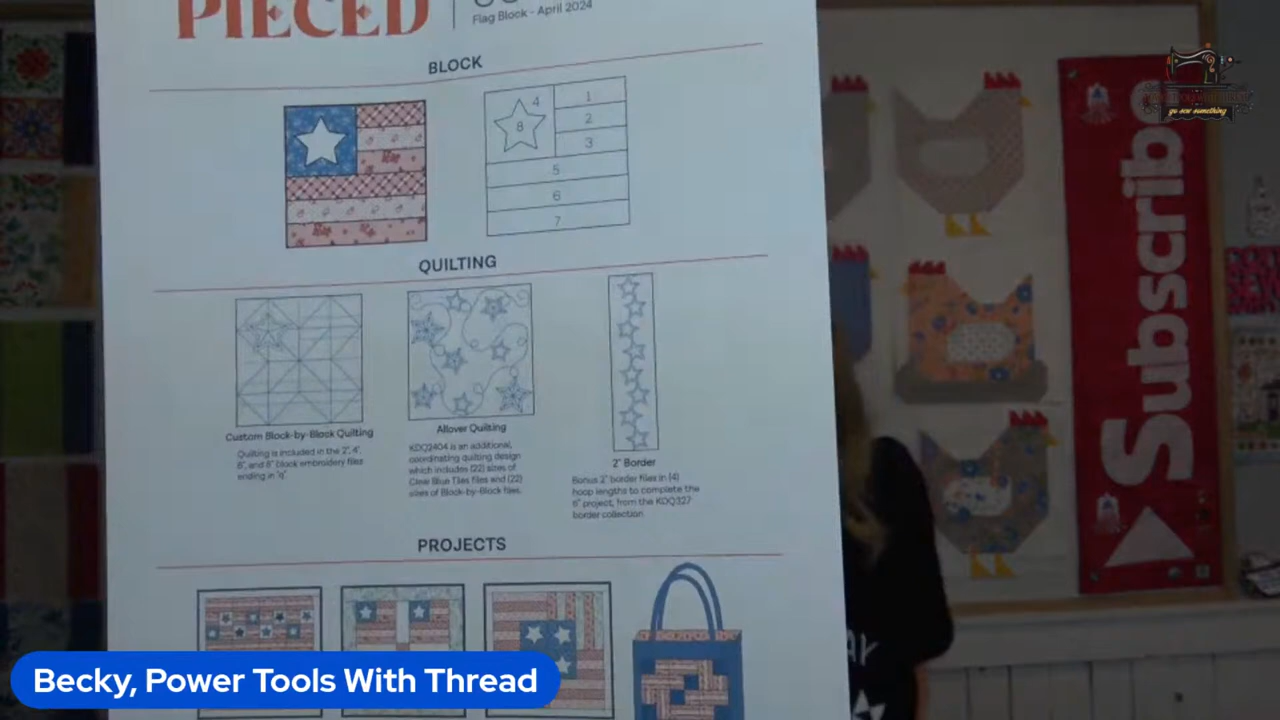 PIECED
Flag Block - April 2024
BLOCK
4
8
1
2
3
5
6
7
QUILTING
Custom Block-by-Block Quilting
Quilting is included in the 2", 4",
6", and 8" block embroidery files
ending in "q".
Allover Quilting
KDQ2404 is an additional,
coordinating quilting design
which includes (22) sizes of
Clear Blue Tiles files and (22)
sizes of Block-by-Block files.
2" Border
Bonus 2" border files in (4)
hoop lengths to complete the
6" project, from the KDQ327
border collection.
PROJECTS
Subscribe
go sew something
Becky, Power Tools With Thread